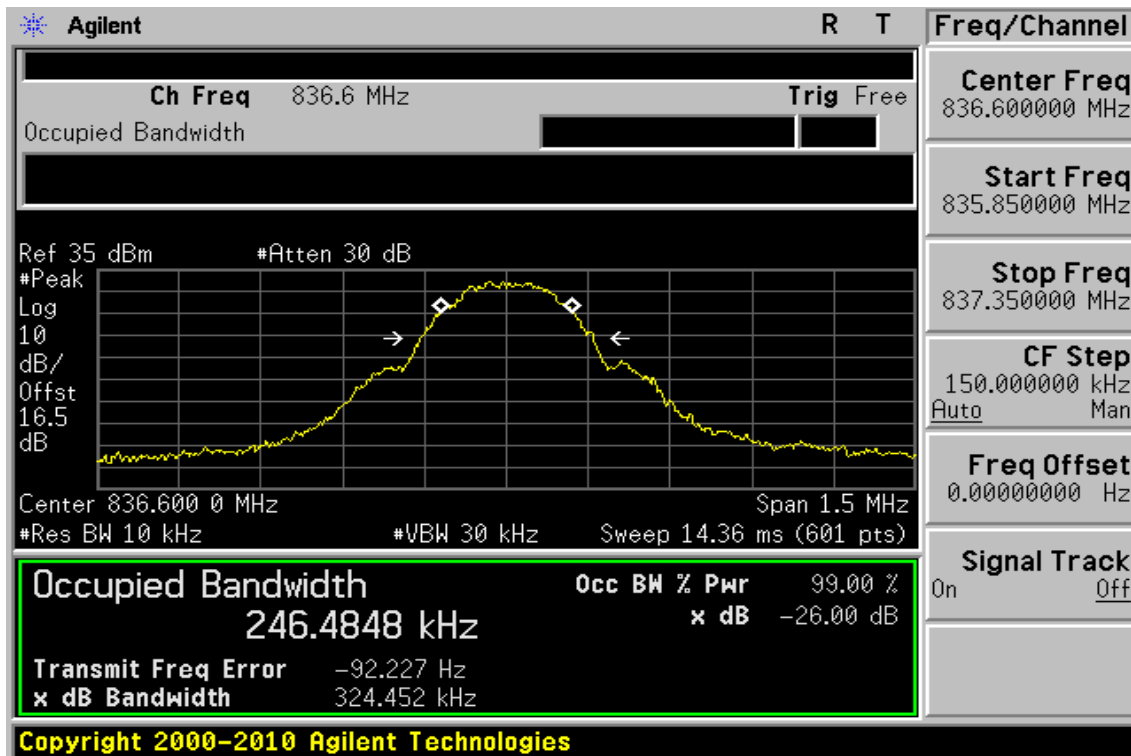 Agilent R T Freq/Channel
Ch Freq 836.6 MHz Trig Free
Occupied Bandwidth
Center Freq
836.600000 MHz
Start Freq
835.850000 MHz
Stop Freq
837.350000 MHz
CF Step
150.000000 kHz
Auto Man
Freq Offset
0.00000000 Hz
Signal Track
On Off
Ref 35 dBm #Atten 30 dB
#Peak
Log
10
dB/
Offst
16.5
dB
Center 836.600 0 MHz Span 1.5 MHz
#Res BW 10 kHz #VBW 30 kHz Sweep 14.36 ms (601 pts)
Occupied Bandwidth Occ BW % Pwr 99.00 %
246.4848 kHz x dB -26.00 dB
Transmit Freq Error -92.227 Hz
x dB Bandwidth 324.452 kHz
Copyright 2000-2010 Agilent Technologies